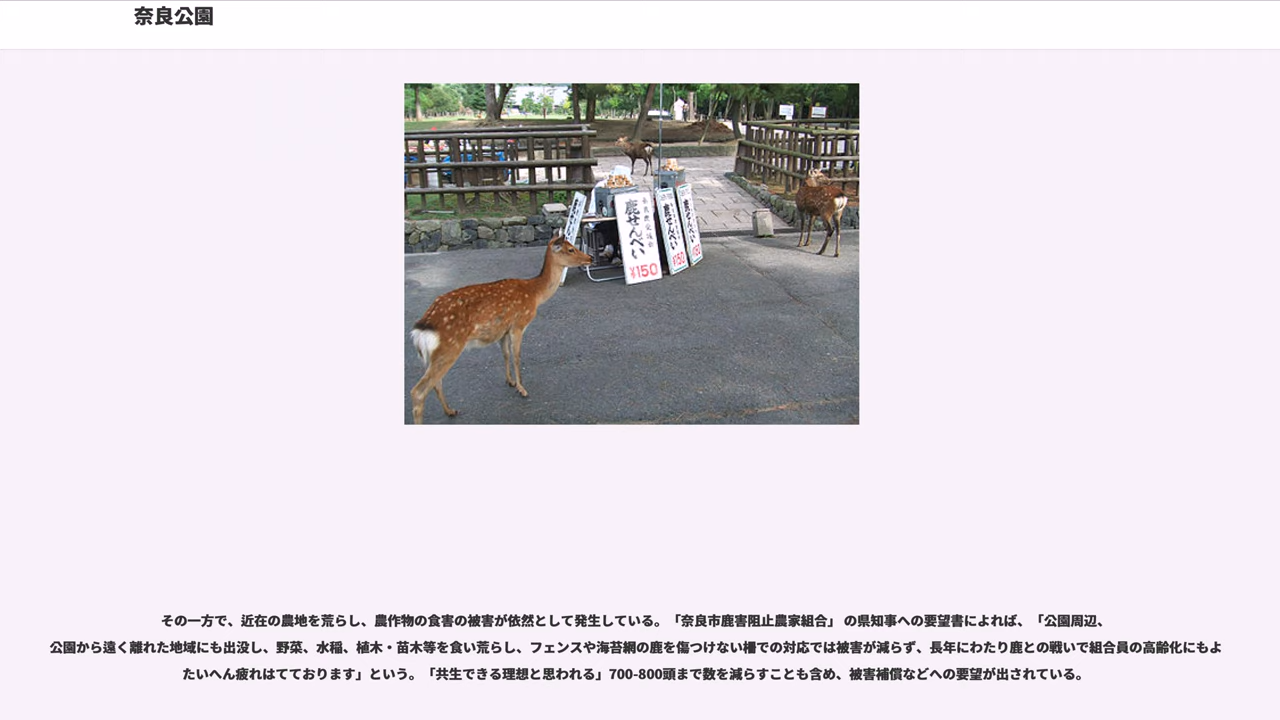 奈良公園
鹿せんべい
¥150
鹿せんべい
¥150
鹿せんべい
その一方で、近在の農地を荒らし、農作物の食害の被害が依然として発生している。「奈良市鹿害阻止農家組合」 の県知事への要望書によれば、「公園周辺、
公園から遠く離れた地域にも出没し、野菜、水稲、植木・苗木等を食い荒らし、フェンスや海苔網の鹿を傷つけない柵での対応では被害が減らず、長年にわたり鹿との戦いで組合員の高齢化にもよ
たいへん疲れはてております」という。「共生できる理想と思われる」700-800頭まで数を減らすことも含め、被害補償などへの要望が出されている。